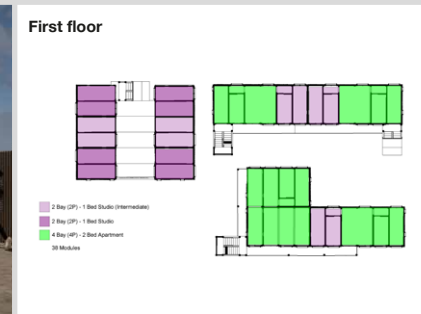 First floor
2 Bay (2P) - 1 Bed Studio (Intermediate)
2 Bay (2P) - 1 Bed Studio
4 Bay (4P) - 2 Bed Apartment
38 Modules